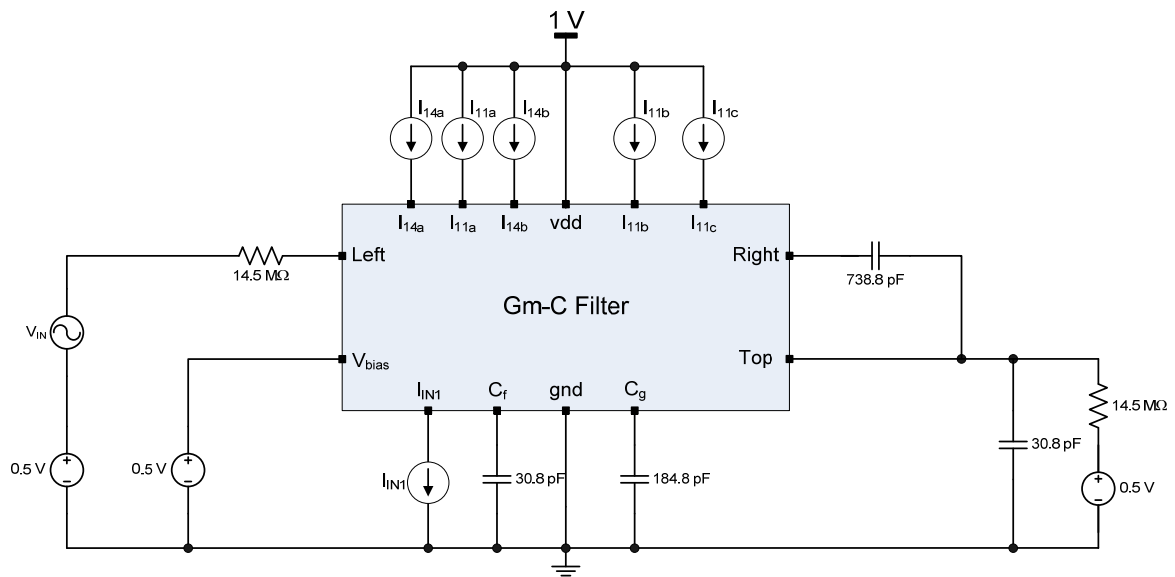 1 V
I14a I11a I14b I11b I11c
I14a I11a I14b vdd I11b I11c
Left Right
14.5 MΩ 738.8 pF
Gm-C Filter
VIN
Vbias Top
IIN1 Cf gnd Cg
14.5 MΩ
0.5 V 0.5 V IIN1 30.8 pF 184.8 pF 30.8 pF 0.5 V